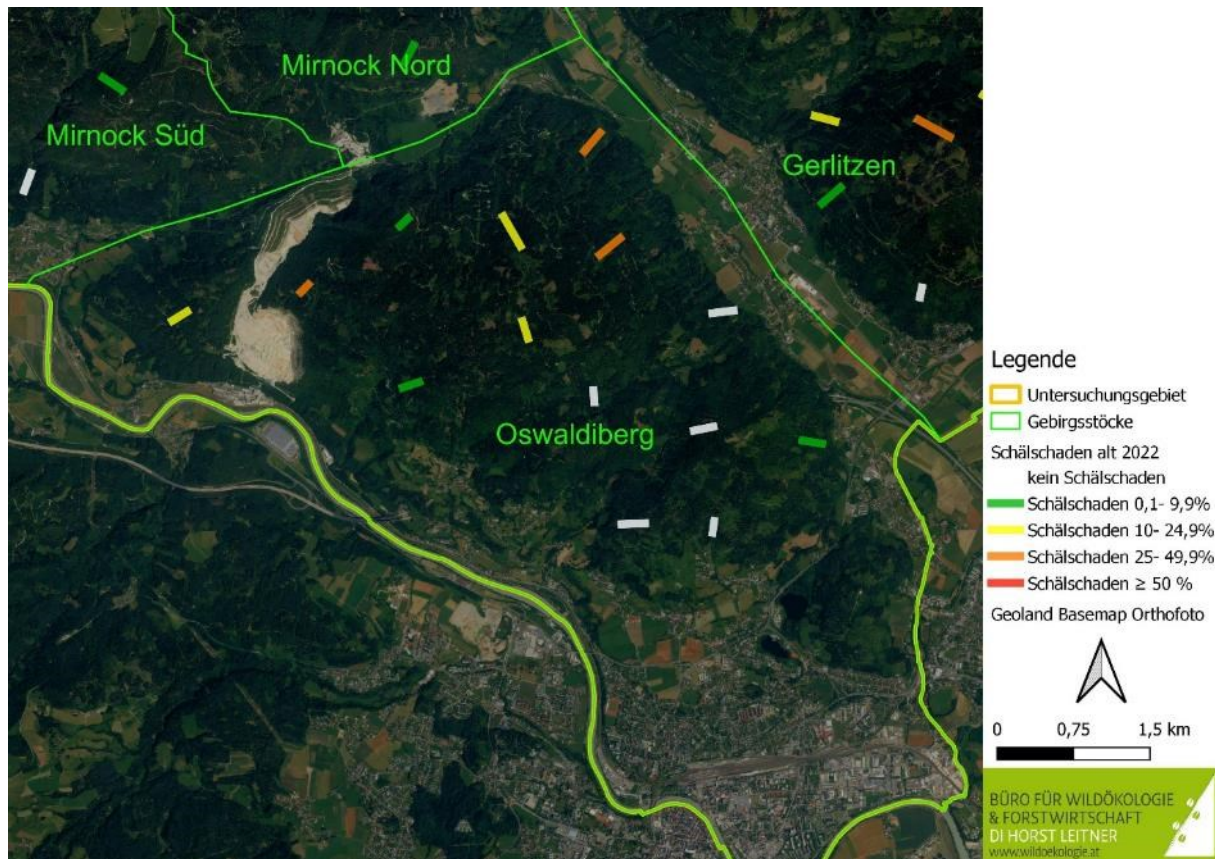 Mirnock Nord
Mirnock Süd
Gerlitzen
Oswaldiberg
Legende
Untersuchungsgebiet
Gebirgsstöcke
Schälschaden alt 2022
kein Schälschaden
Schälschaden 0,1- 9,9%
Schälschaden 10- 24,9%
Schälschaden 25- 49,9%
Schälschaden ≥ 50 %
Geoland Basemap Orthofoto
0 0,75 1,5 km
BÜRO FÜR WILDÖKOLOGIE
& FORSTWIRTSCHAFT
DI HORST LEITNER
www.wildoekologie.at